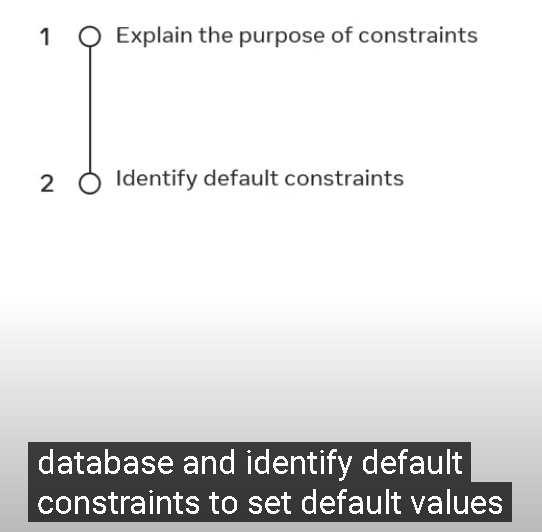 1 Explain the purpose of constraints
2 Identify default constraints
database and identify default
constraints to set default values